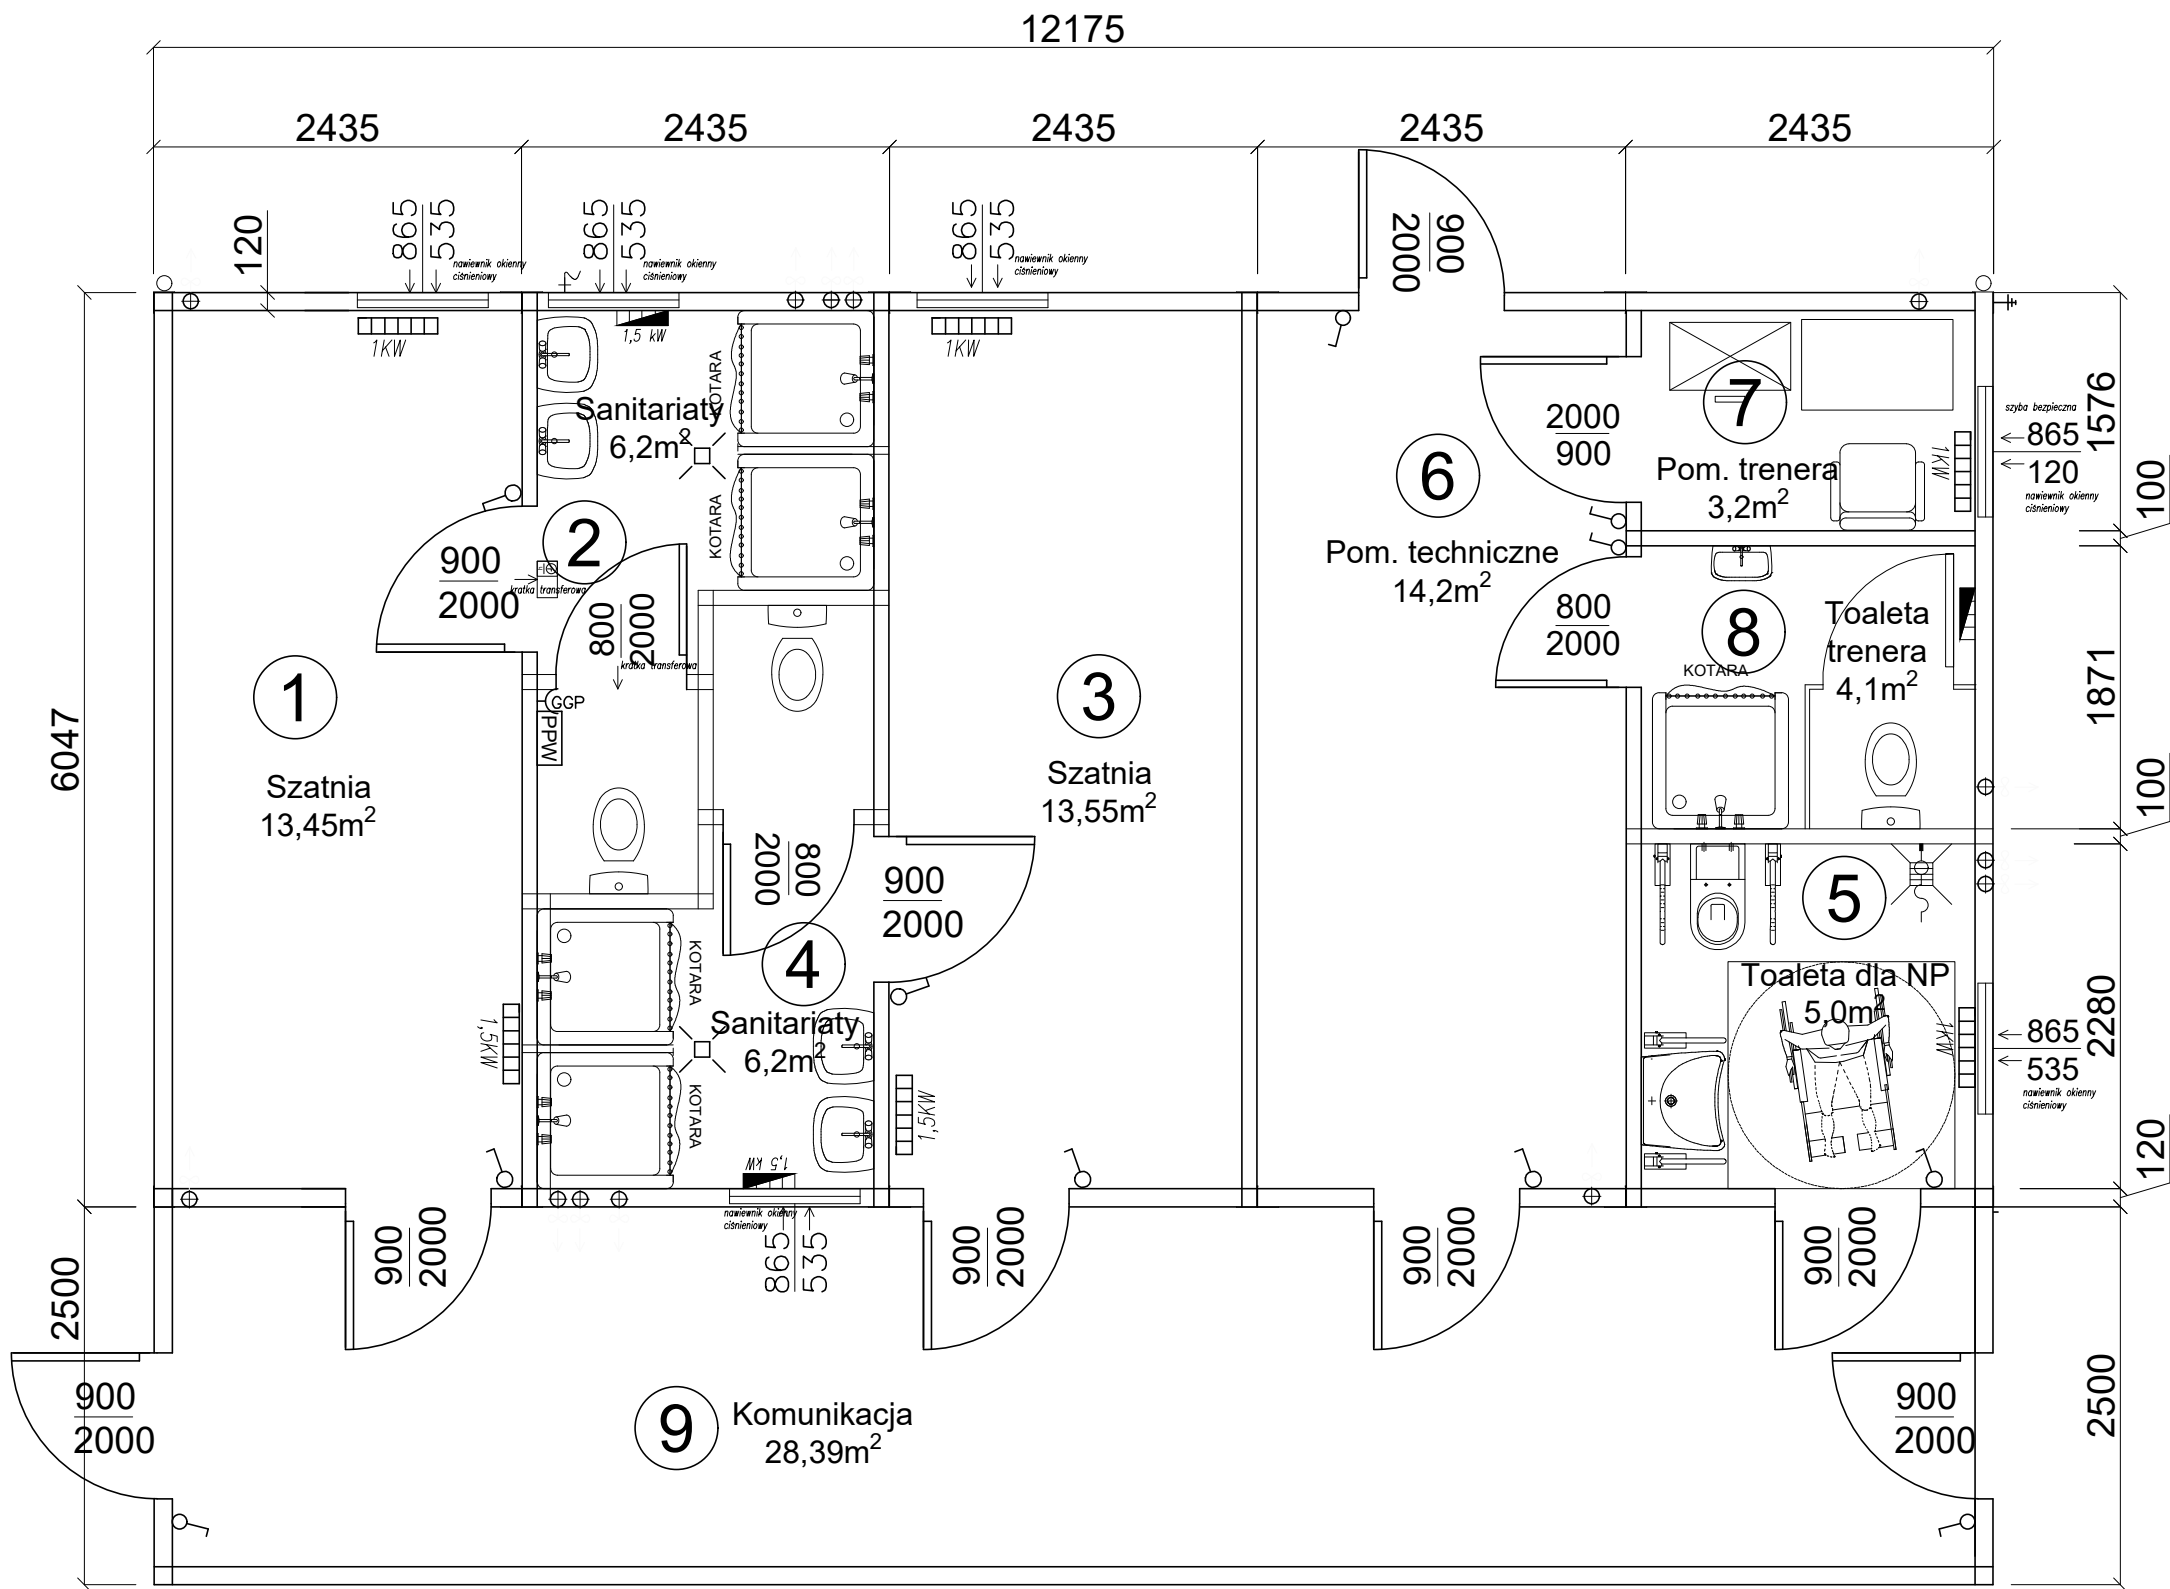 12175
2435
2435
2435
2435
2435
120
865
535
nawiewnik okienny
ciśnieniowy
865
535
nawiewnik okienny
ciśnieniowy
865
535
nawiewnik okienny
ciśnieniowy
900
2000
1KW
1,5 kW
KOTARA
1KW
Sanitariaty
6,2m²
KOTARA
2
900
2000
kratka transferowa
800
2000
kratka transferowa
GGP
PPW
1
Szatnia
13,45m²
3
Szatnia
13,55m²
6
Pom. techniczne
14,2m²
2000
900
7
Pom. trenera
3,2m²
1KW
szyba bezpieczna
865
120
nawiewnik okienny
ciśnieniowy
1576
100
800
2000
8
Toaleta
trenera
4,1m²
KOTARA
1871
100
6047
800
2000
900
2000
4
Sanitariaty
6,2m²
KOTARA
KOTARA
1,5KW
1,5 kW
1,5KW
5
Toaleta dla NP
5,0m²
1KW
865
535
nawiewnik okienny
ciśnieniowy
2280
120
nawiewnik okienny
ciśnieniowy
865
535
900
2000
900
2000
900
2000
900
2000
2500
2500
900
2000
9
Komunikacja
28,39m²
900
2000